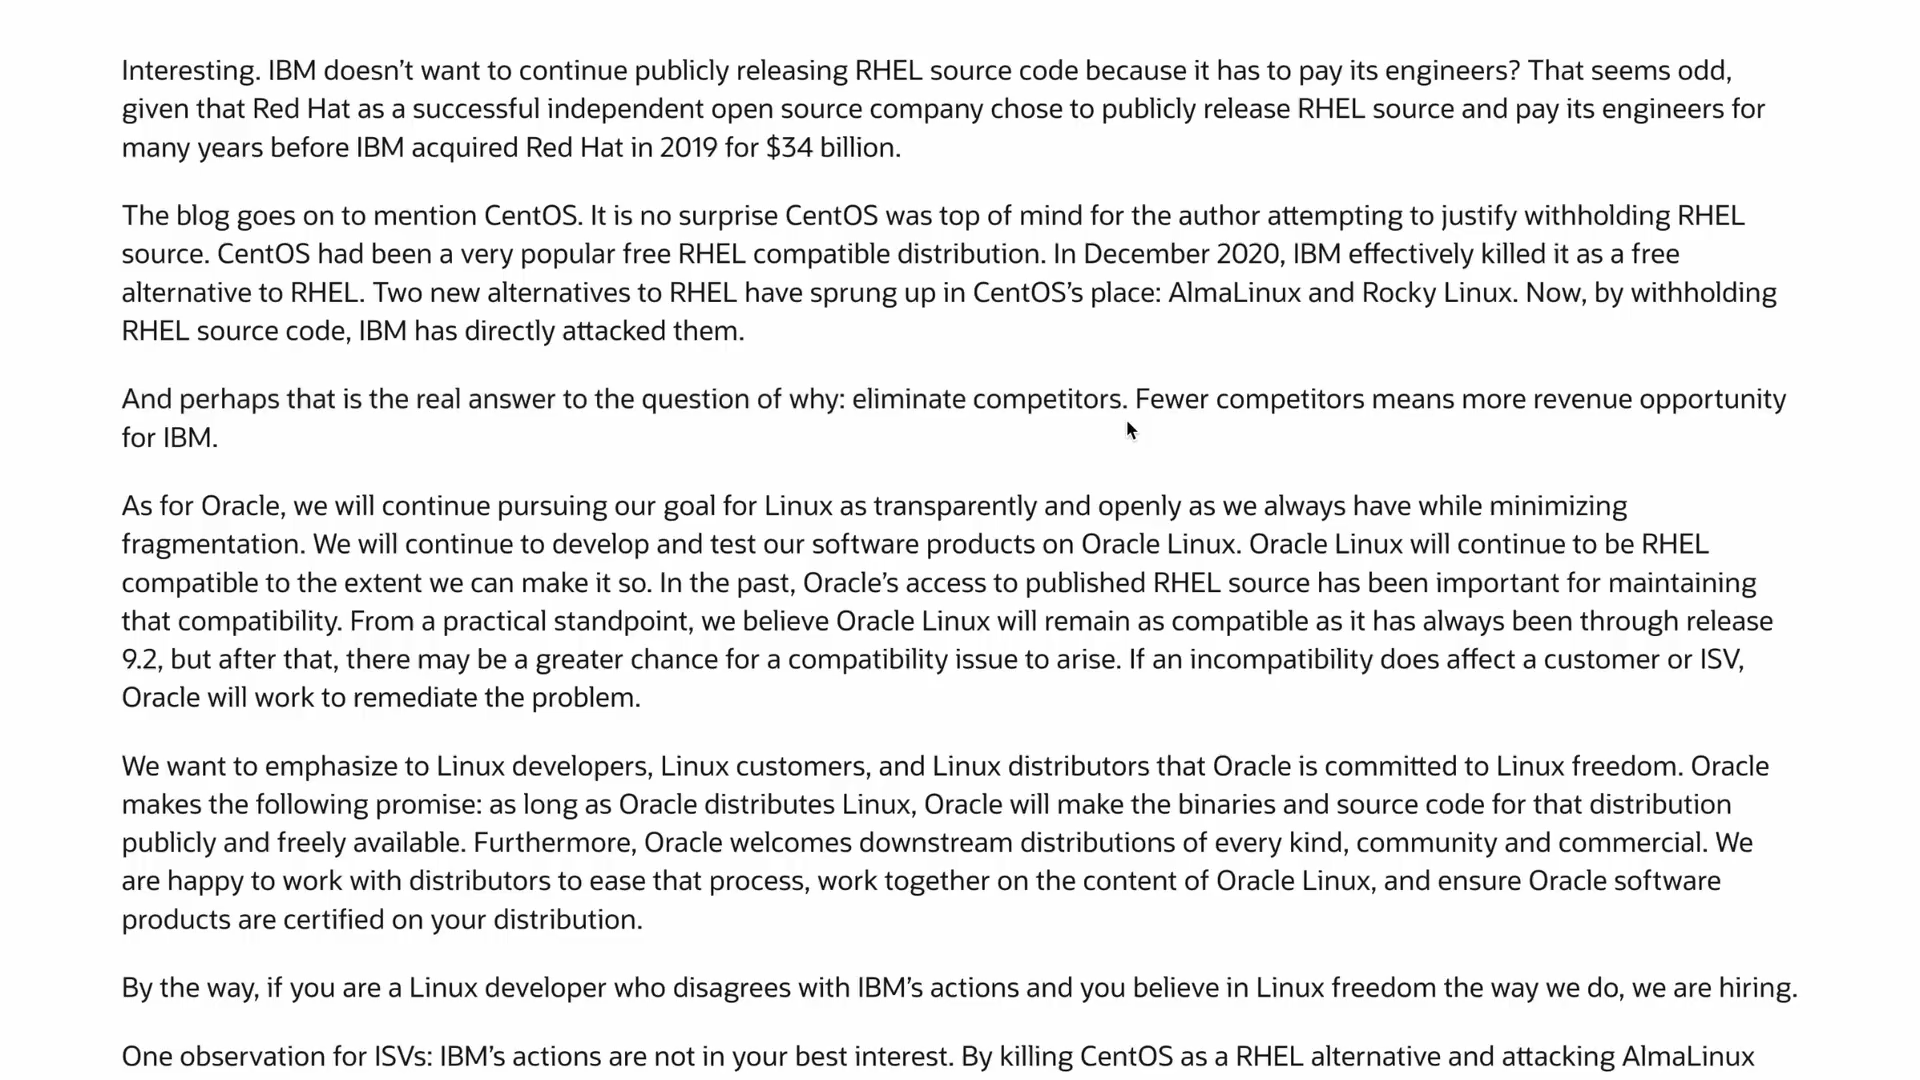 Interesting. IBM doesn’t want to continue publicly releasing RHEL source code because it has to pay its engineers? That seems odd,
given that Red Hat as a successful independent open source company chose to publicly release RHEL source and pay its engineers for
many years before IBM acquired Red Hat in 2019 for $34 billion.
The blog goes on to mention CentOS. It is no surprise CentOS was top of mind for the author attempting to justify withholding RHEL
source. CentOS had been a very popular free RHEL compatible distribution. In December 2020, IBM effectively killed it as a free
alternative to RHEL. Two new alternatives to RHEL have sprung up in CentOS’s place: AlmaLinux and Rocky Linux. Now, by withholding
RHEL source code, IBM has directly attacked them.
And perhaps that is the real answer to the question of why: eliminate competitors. Fewer competitors means more revenue opportunity
for IBM.
As for Oracle, we will continue pursuing our goal for Linux as transparently and openly as we always have while minimizing
fragmentation. We will continue to develop and test our software products on Oracle Linux. Oracle Linux will continue to be RHEL
compatible to the extent we can make it so. In the past, Oracle’s access to published RHEL source has been important for maintaining
that compatibility. From a practical standpoint, we believe Oracle Linux will remain as compatible as it has always been through release
9.2, but after that, there may be a greater chance for a compatibility issue to arise. If an incompatibility does affect a customer or ISV,
Oracle will work to remediate the problem.
We want to emphasize to Linux developers, Linux customers, and Linux distributors that Oracle is committed to Linux freedom. Oracle
makes the following promise: as long as Oracle distributes Linux, Oracle will make the binaries and source code for that distribution
publicly and freely available. Furthermore, Oracle welcomes downstream distributions of every kind, community and commercial. We
are happy to work with distributors to ease that process, work together on the content of Oracle Linux, and ensure Oracle software
products are certified on your distribution.
By the way, if you are a Linux developer who disagrees with IBM’s actions and you believe in Linux freedom the way we do, we are hiring.
One observation for ISVs: IBM’s actions are not in your best interest. By killing CentOS as a RHEL alternative and attacking AlmaLinux